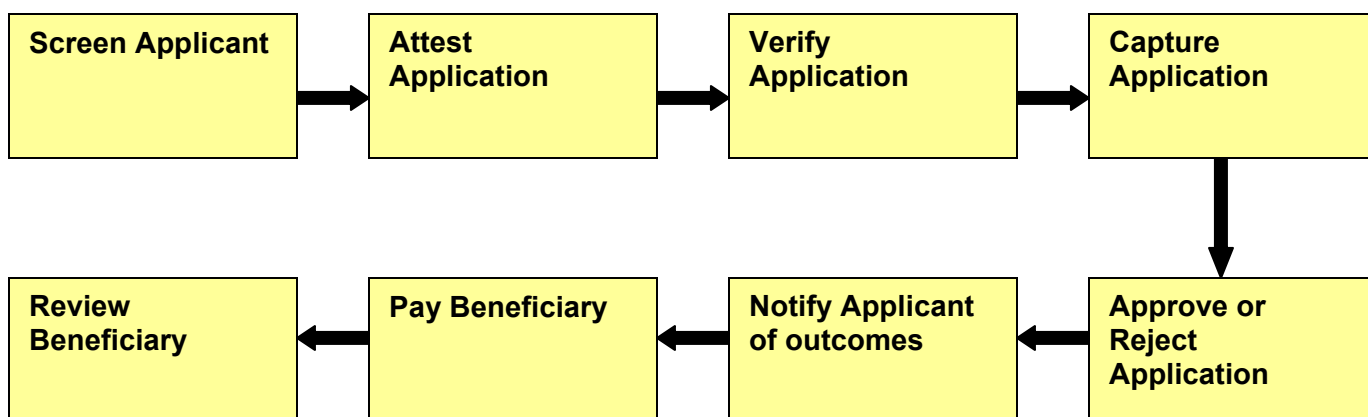 Screen Applicant
Attest
Application
Verify
Application
Capture
Application
Approve or
Reject
Application
Notify Applicant
of outcomes
Pay Beneficiary
Review
Beneficiary